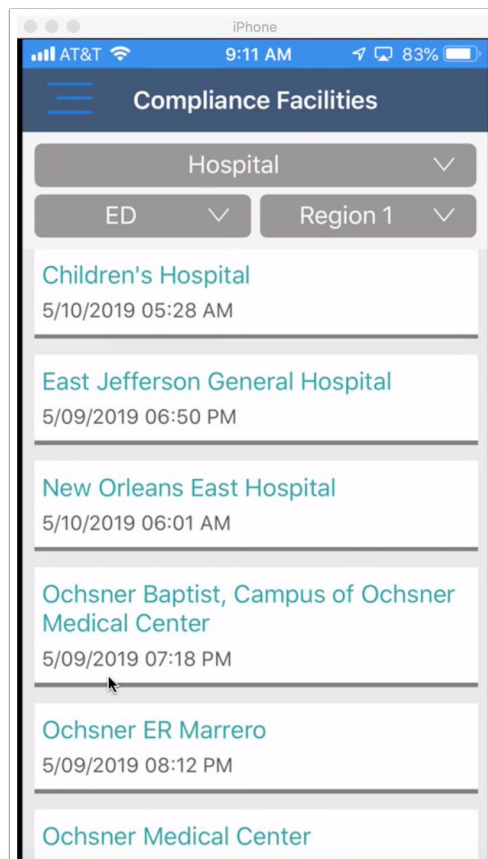 iPhone
AT&T 9:11 AM 83%
Compliance Facilities
Hospital
ED Region 1
Children's Hospital
5/10/2019 05:28 AM
East Jefferson General Hospital
5/09/2019 06:50 PM
New Orleans East Hospital
5/10/2019 06:01 AM
Ochsner Baptist, Campus of Ochsner
Medical Center
5/09/2019 07:18 PM
Ochsner ER Marrero
5/09/2019 08:12 PM
Ochsner Medical Center